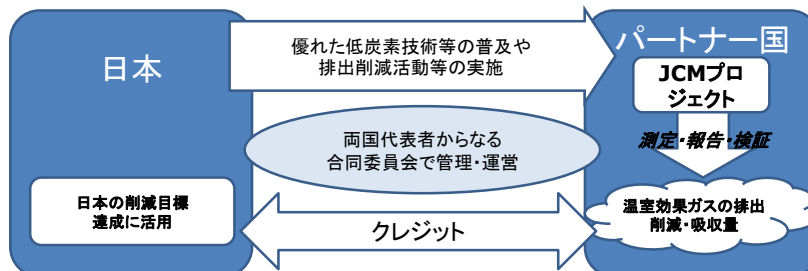 日本
優れた低炭素技術等の普及や
排出削減活動等の実施
パートナー国
JCMプロ
ジェクト
測定・報告・検証
両国代表者からなる
合同委員会で管理・運営
日本の削減目標
達成に活用
クレジット
温室効果ガスの排出
削減・吸収量